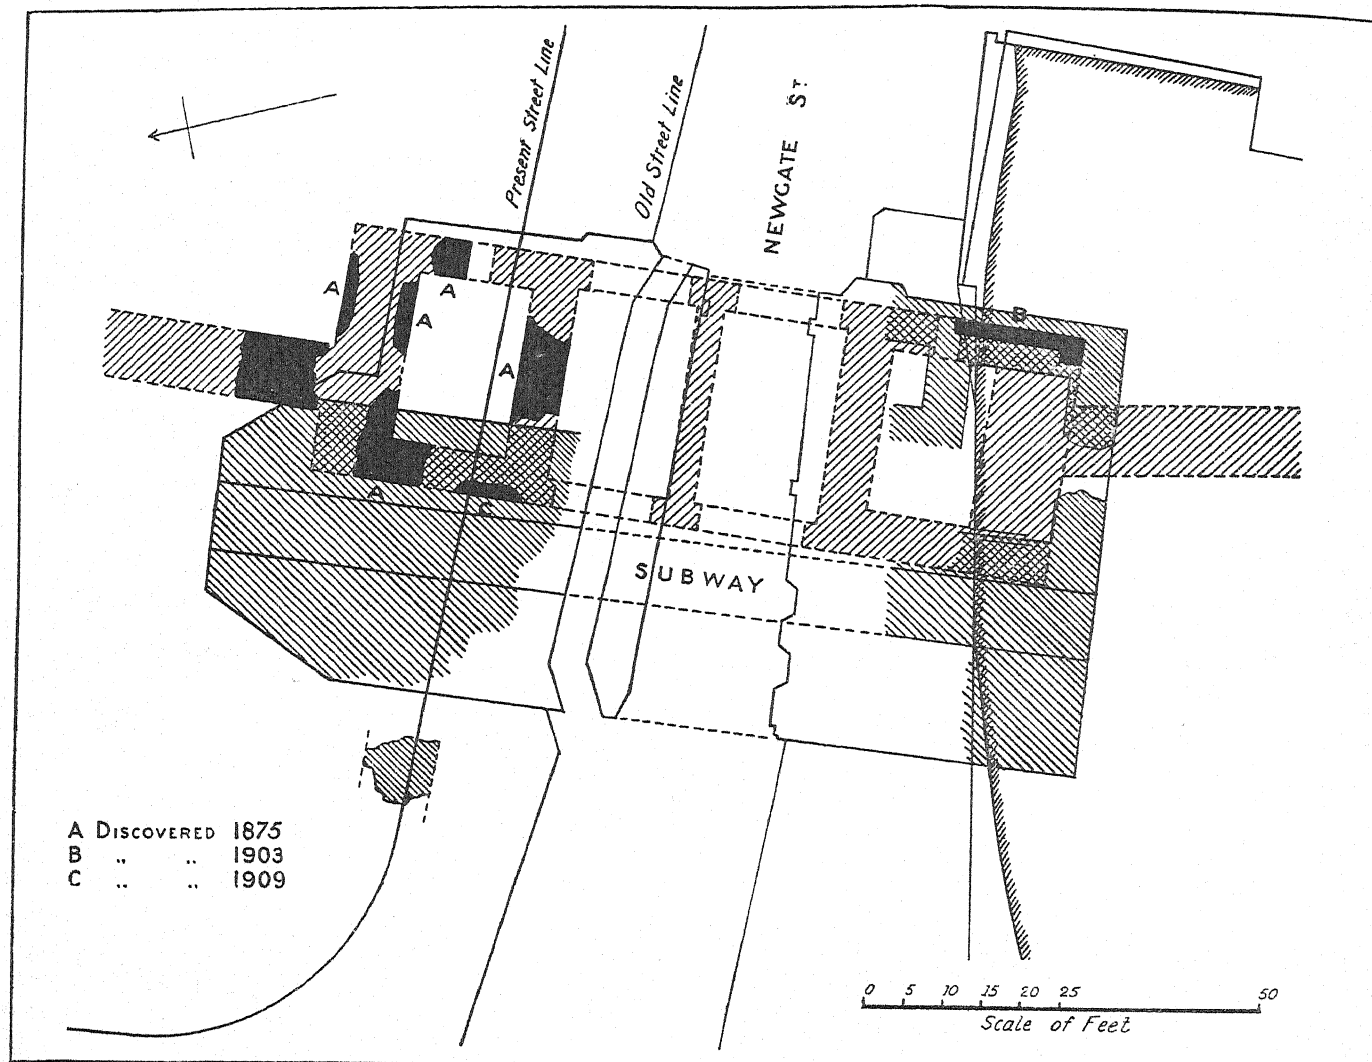 Present Street Line
Old Street Line
NEWGATE ST.
A
A
A
A
B
A
C
SUBWAY
A DISCOVERED 1875
B „ „ 1903
C „ „ 1909
0 5 10 15 20 25 50
Scale of Feet